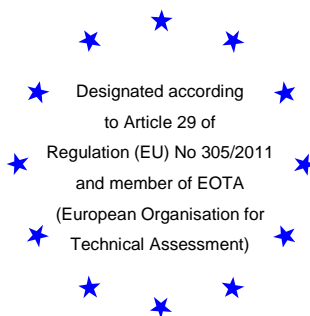 Designated according
to Article 29 of
Regulation (EU) No 305/2011
and member of EOTA
(European Organisation for
Technical Assessment)